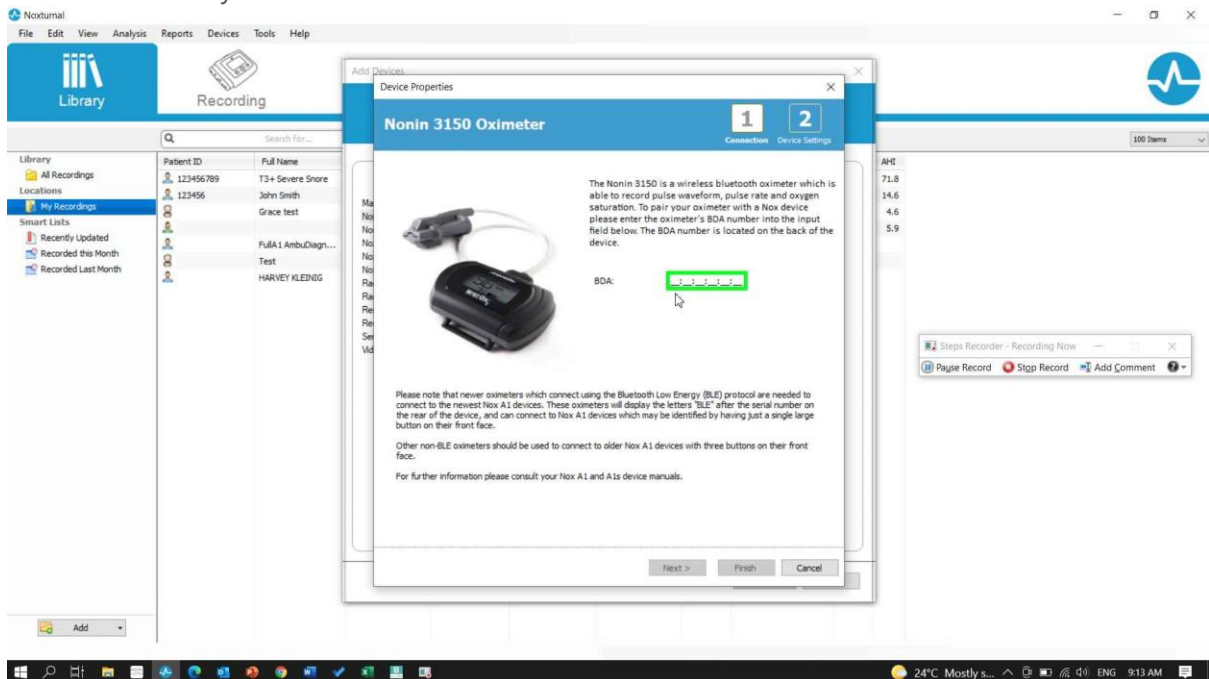 Noxturnal
File Edit View Analysis Reports Devices Tools Help
Library
Recording
Search for...
100 Items
Library
All Recordings
Locations
My Recordings
Smart Lists
Recently Updated
Recorded this Month
Recorded Last Month
Patient ID Full Name
123456789 T3+ Severe Snore
123456 John Smith
Grace test
FullA1 AmbuDiagn...
Test
HARVEY KLEINIG
Add Devices
Device Properties
Nonin 3150 Oximeter
1
Connection
2
Device Settings
The Nonin 3150 is a wireless bluetooth oximeter which is
able to record pulse waveform, pulse rate and oxygen
saturation. To pair your oximeter with a Nox device
please enter the oximeter's BDA number into the input
field below. The BDA number is located on the back of the
device.
BDA: __:__:__:__:__:__
Please note that newer oximeters which connect using the Bluetooth Low Energy (BLE) protocol are needed to
connect to the newest Nox A1 devices. These oximeters will display the letters "BLE" after the serial number on
the rear of the device, and can connect to Nox A1 devices which may be identified by having just a single large
button on their front face.
Other non-BLE oximeters should be used to connect to older Nox A1 devices with three buttons on their front
face.
For further information please consult your Nox A1 and A1s device manuals.
Next > Finish Cancel
AHI
71.8
14.6
4.6
5.9
Steps Recorder - Recording Now
Pause Record Stop Record Add Comment
Add
24°C Mostly s... ENG 9:13 AM